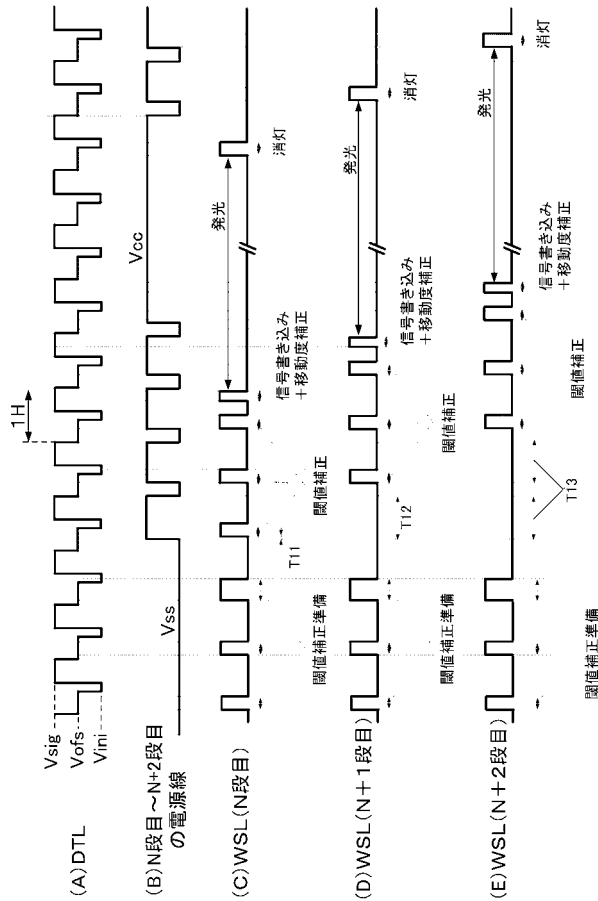 1H
Vsig
Vofs
Vini
(A)DTL
Vcc
Vss
(B)N段目～N+2段目
の電源線
消灯
発光
信号書き込み
＋移動度補正
閾値補正
T11
閾値補正準備
(C)WSL(N段目)
消灯
発光
信号書き込み
＋移動度補正
閾値補正
T12
閾値補正準備
(D)WSL(N＋1段目)
消灯
発光
信号書き込み
＋移動度補正
閾値補正
T13
閾値補正準備
(E)WSL(N＋2段目)